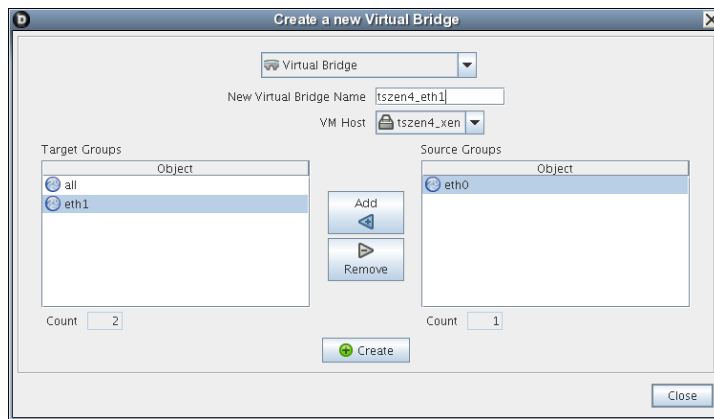 Create a new Virtual Bridge
Virtual Bridge
New Virtual Bridge Name tszen4_eth1
VM Host tszen4_xen
Target Groups
Object
all
eth1
Count 2
Add
Remove
Source Groups
Object
eth0
Count 1
Create
Close